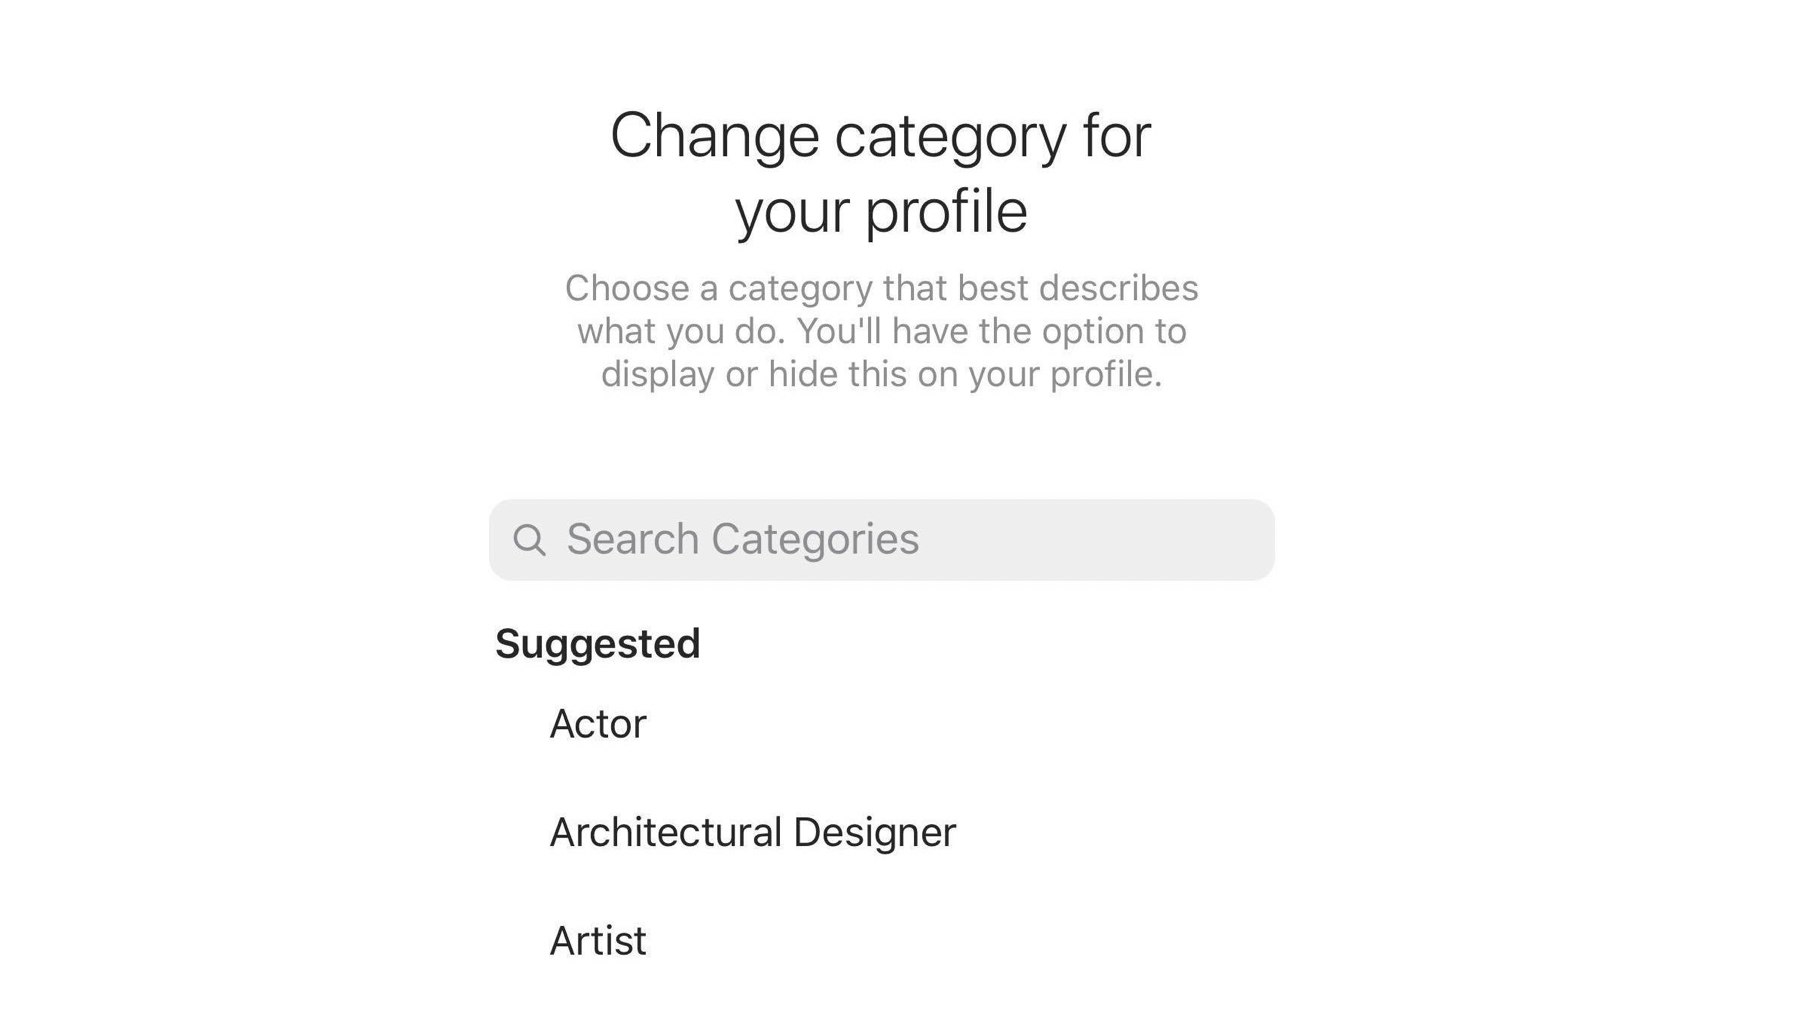 Change category for
your profile
Choose a category that best describes
what you do. You'll have the option to
display or hide this on your profile.
Search Categories
Suggested
Actor
Architectural Designer
Artist